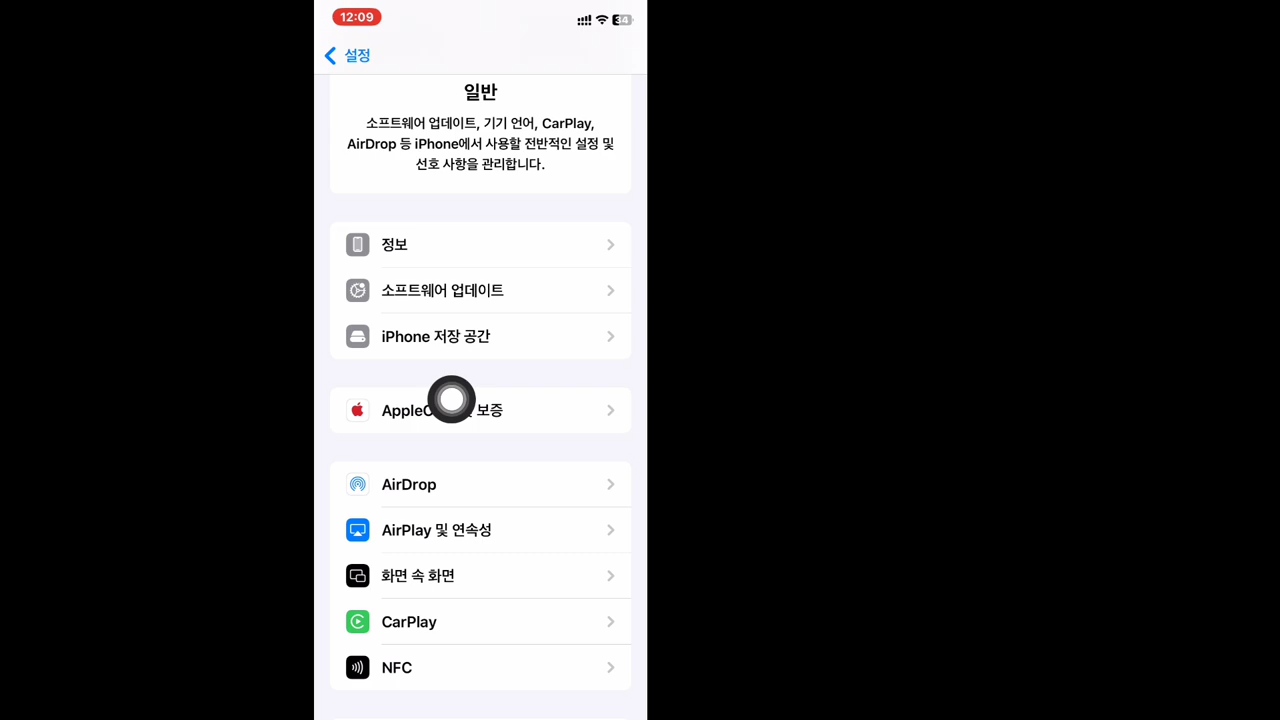 12:09
34
설정
일반
소프트웨어 업데이트, 기기 언어, CarPlay,
AirDrop 등 iPhone에서 사용할 전반적인 설정 및
선호 사항을 관리합니다.
정보
소프트웨어 업데이트
iPhone 저장 공간
보증
AirDrop
AirPlay 및 연속성
화면 속 화면
CarPlay
NFC